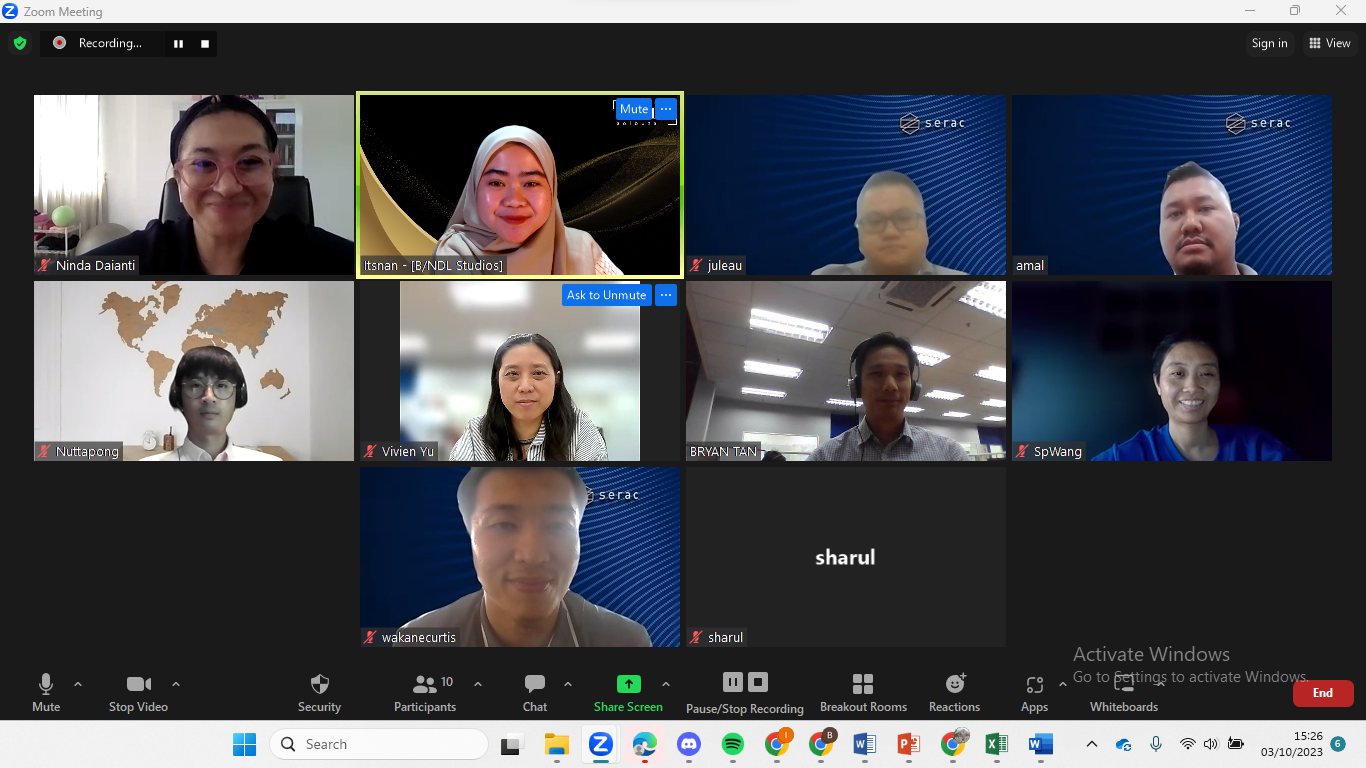 Zoom Meeting
Recording...
Sign in
View
serac
serac
Mute
Ninda Daianti
Itsnan - [B/NDL Studios]
juleau
amal
Ask to Unmute
Nuttapong
Vivien Yu
BRYAN TAN
SpWang
serac
sharul
wakanecurtis
sharul
Activate Windows
Go to Settings to activate Windows.
10
Mute
Stop Video
Security
Participants
Chat
Share Screen
Pause/Stop Recording
Breakout Rooms
Reactions
Apps
Whiteboards
End
Search
I
B
15:26
03/10/2023
6